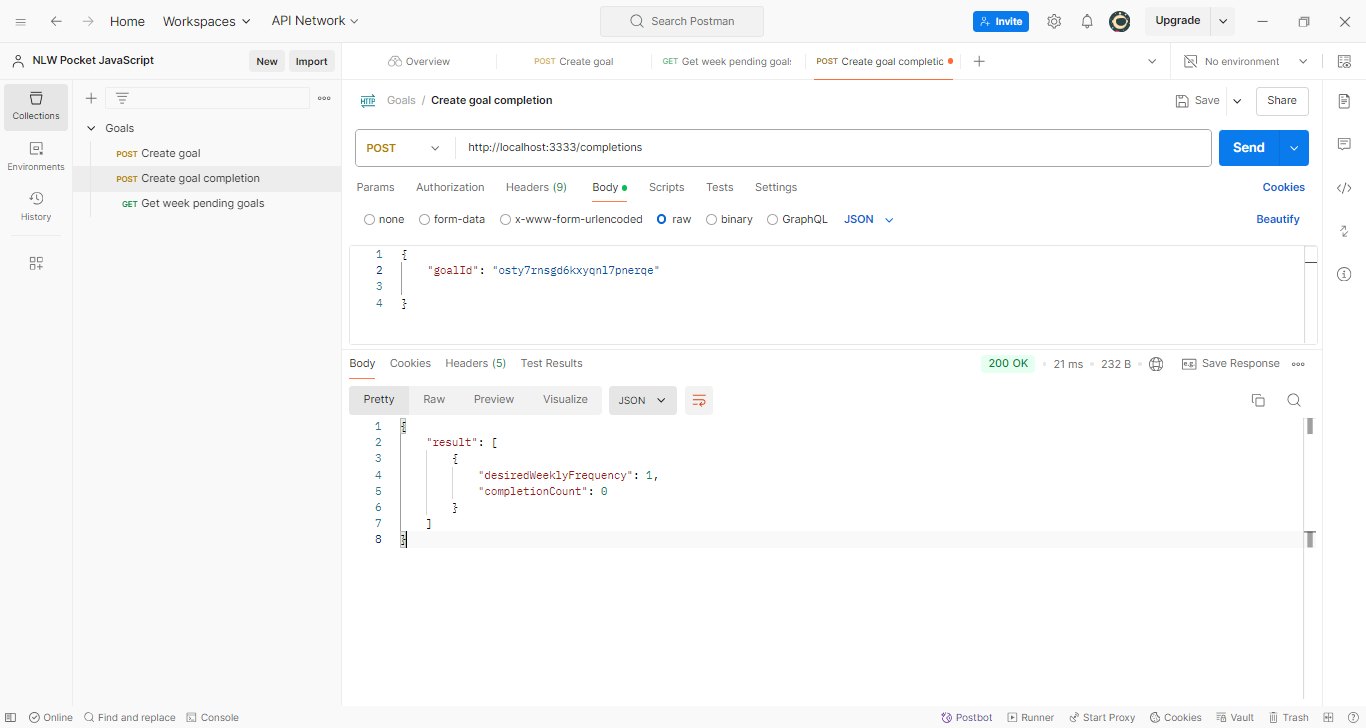 Home Workspaces API Network Search Postman Invite Upgrade
NLW Pocket JavaScript New Import Overview POST Create goal GET Get week pending goals POST Create goal completic No environment
Collections Goals / Create goal completion Save Share
Goals
POST Create goal POST http://localhost:3333/completions Send
Environments POST Create goal completion Params Authorization Headers (9) Body Scripts Tests Settings Cookies
History GET Get week pending goals none form-data x-www-form-urlencoded raw binary GraphQL JSON Beautify
1 {
2 "goalId": "osty7rnsgd6kxyqnl7pnerqe"
3
4 }
Body Cookies Headers (5) Test Results 200 OK 21 ms 232 B e.g. Save Response
Pretty Raw Preview Visualize JSON
1 {
2 "result": [
3 {
4 "desiredWeeklyFrequency": 1,
5 "completionCount": 0
6 }
7 ]
8 }
Online Find and replace Console Postbot Runner Start Proxy Cookies Vault Trash